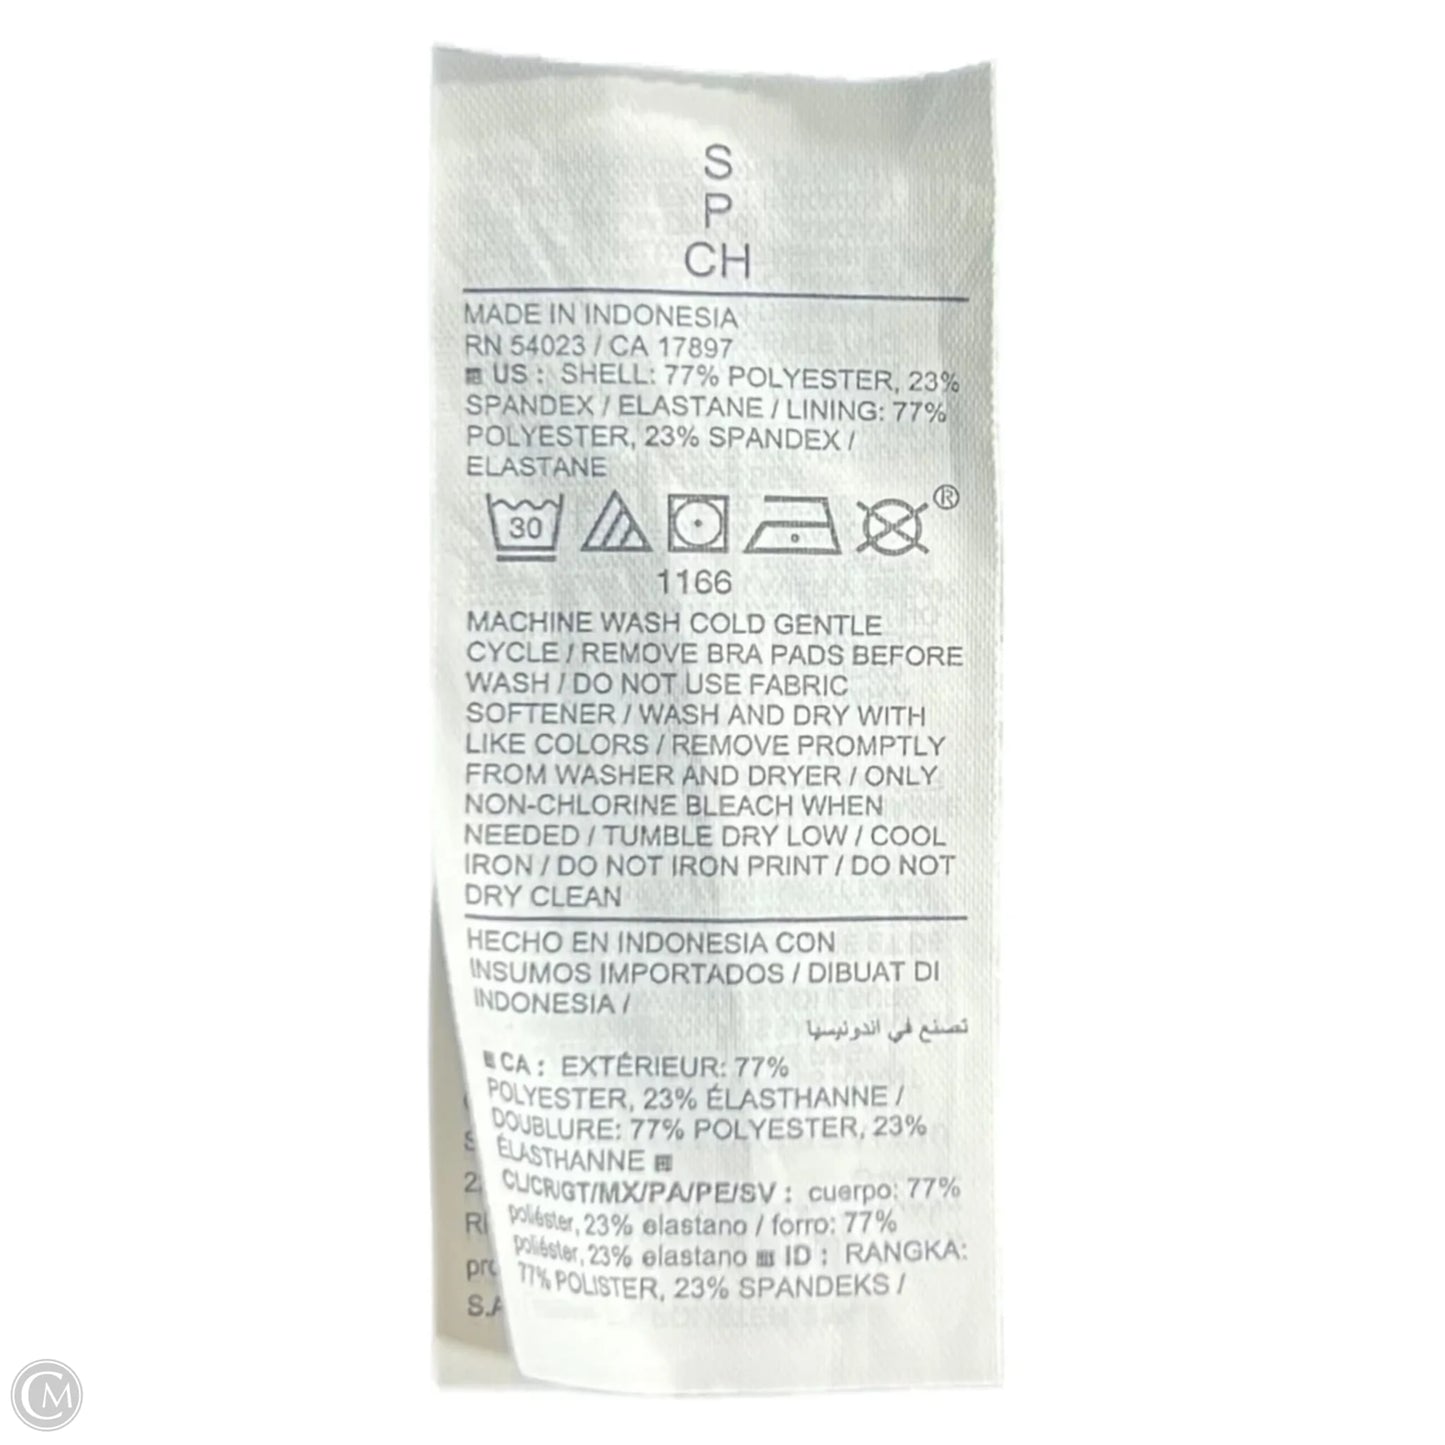 S
P
CH
MADE IN INDONESIA
RN 54023 / CA 17897
US : SHELL: 77% POLYESTER, 23%
SPANDEX / ELASTANE / LINING: 77%
POLYESTER, 23% SPANDEX /
ELASTANE
30 ®
1166
MACHINE WASH COLD GENTLE
CYCLE / REMOVE BRA PADS BEFORE
WASH / DO NOT USE FABRIC
SOFTENER / WASH AND DRY WITH
LIKE COLORS / REMOVE PROMPTLY
FROM WASHER AND DRYER / ONLY
NON-CHLORINE BLEACH WHEN
NEEDED / TUMBLE DRY LOW / COOL
IRON / DO NOT IRON PRINT / DO NOT
DRY CLEAN
HECHO EN INDONESIA CON
INSUMOS IMPORTADOS / DIBUAT DI
INDONESIA /
تصنع في اندونيسيا
CA : EXTÉRIEUR: 77%
POLYESTER, 23% ÉLASTHANNE /
DOUBLURE: 77% POLYESTER, 23%
ÉLASTHANNE
CL/CR/GT/MX/PA/PE/SV : cuerpo: 77%
poliéster, 23% elastano / forro: 77%
poliéster, 23% elastano ID : RANGKA:
77% POLISTER, 23% SPANDEKS /
CM